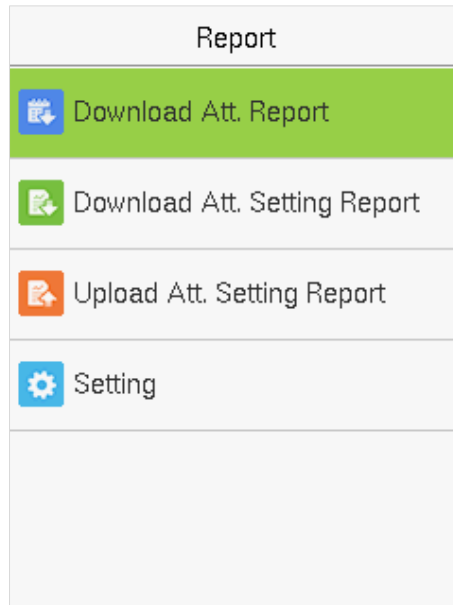 Report
Download Att. Report
Download Att. Setting Report
Upload Att. Setting Report
Setting